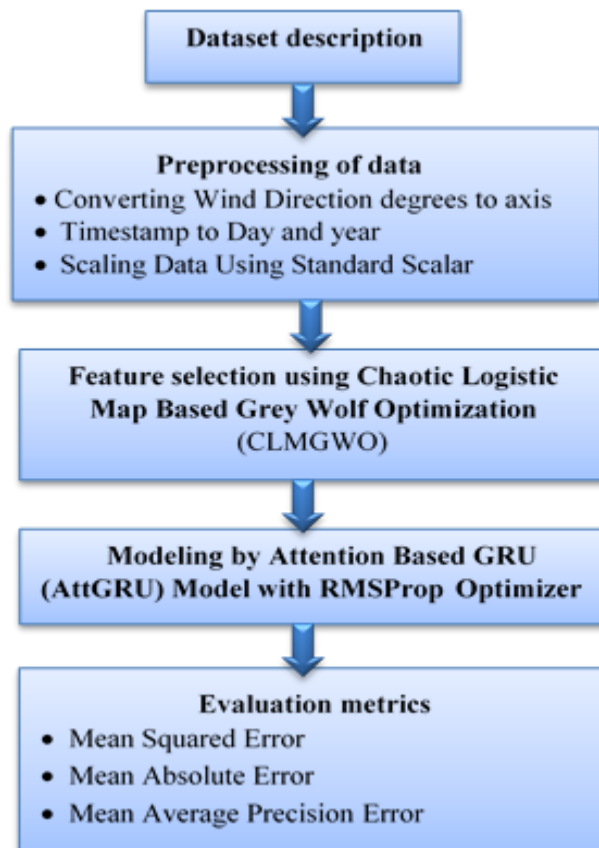 Dataset description
Preprocessing of data
• Converting Wind Direction degrees to axis
• Timestamp to Day and year
• Scaling Data Using Standard Scalar
Feature selection using Chaotic Logistic
Map Based Grey Wolf Optimization
(CLMGWO)
Modeling by Attention Based GRU
(AttGRU) Model with RMSProp Optimizer
Evaluation metrics
• Mean Squared Error
• Mean Absolute Error
• Mean Average Precision Error